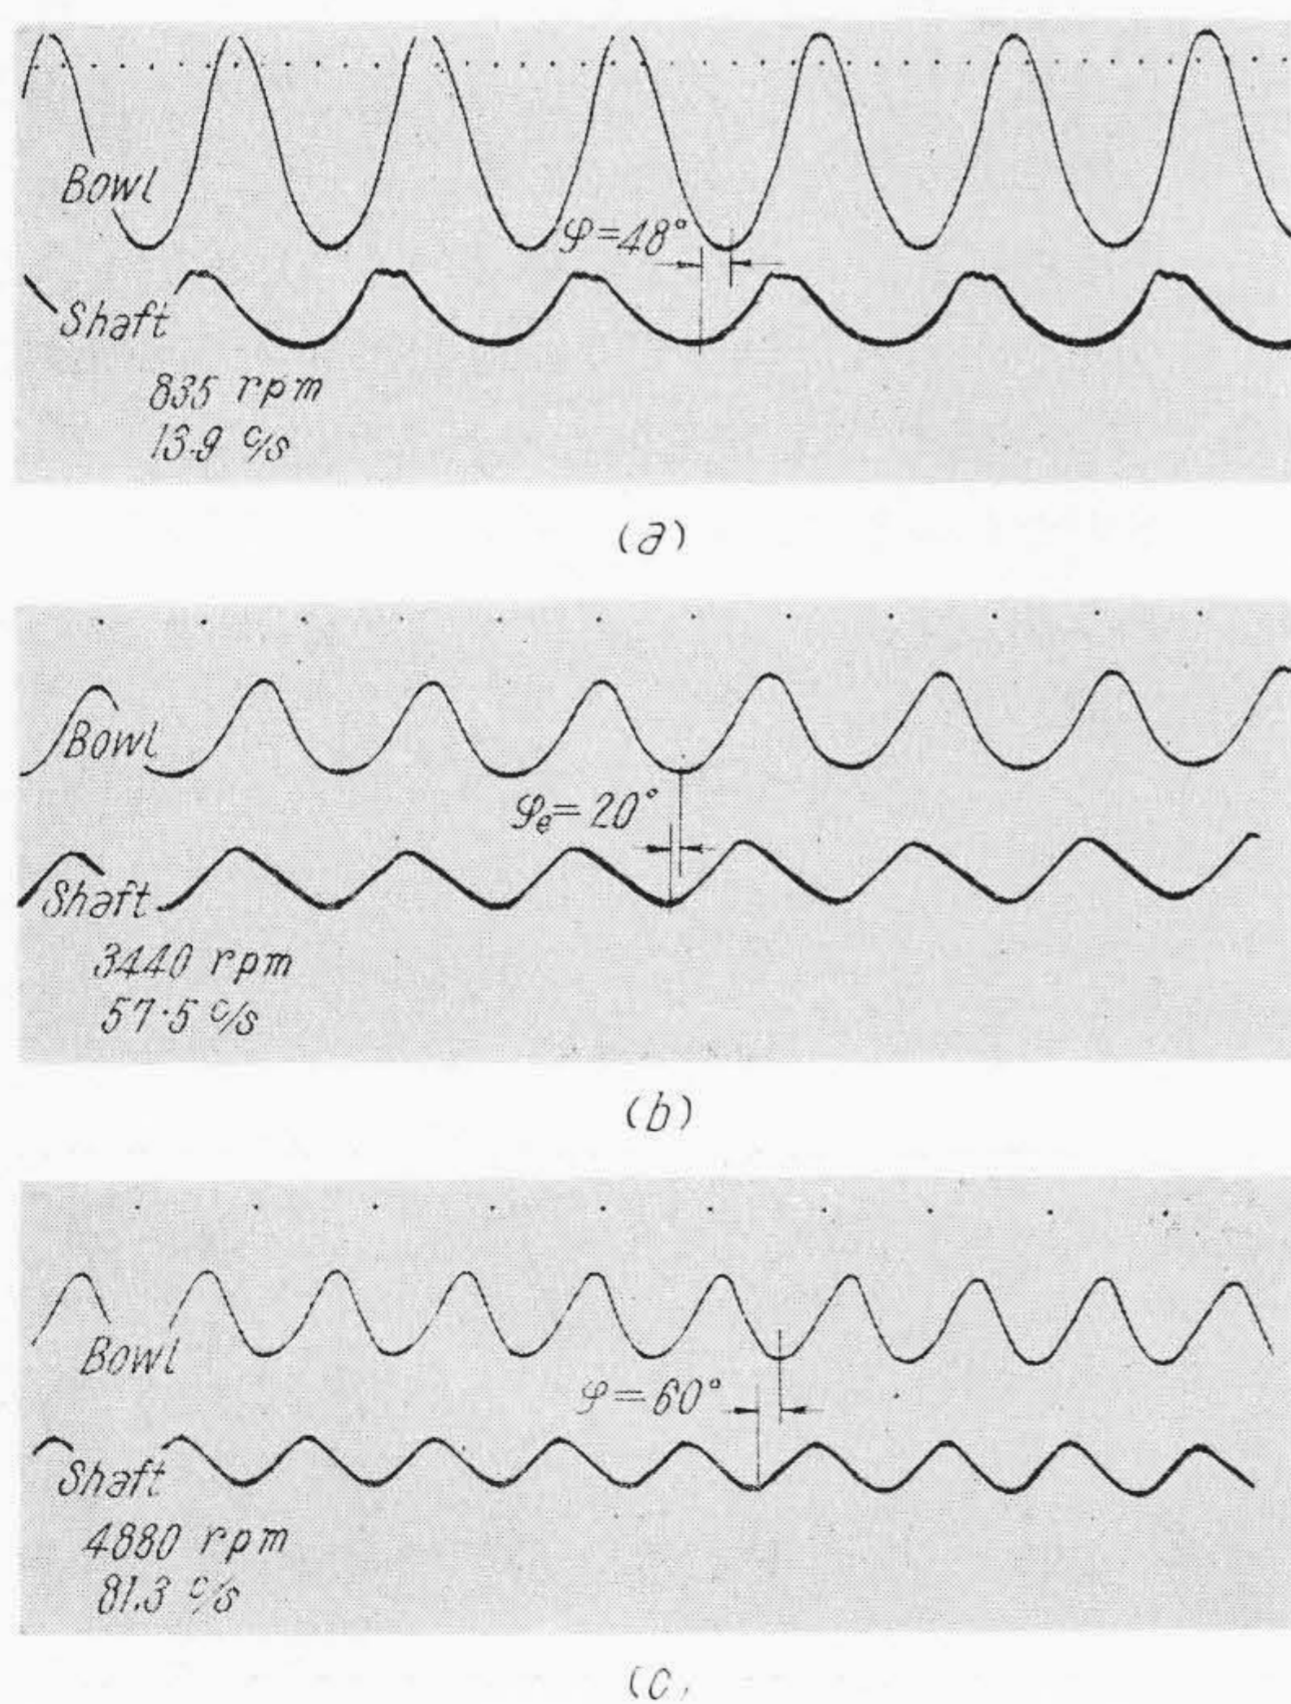 Bowl
φ=48°
Shaft
835 rpm
13.9 c/s
(a)
Bowl
φe=20°
Shaft
3440 rpm
57.5 c/s
(b)
Bowl
φ=60°
Shaft
4880 rpm
81.3 c/s
(c)